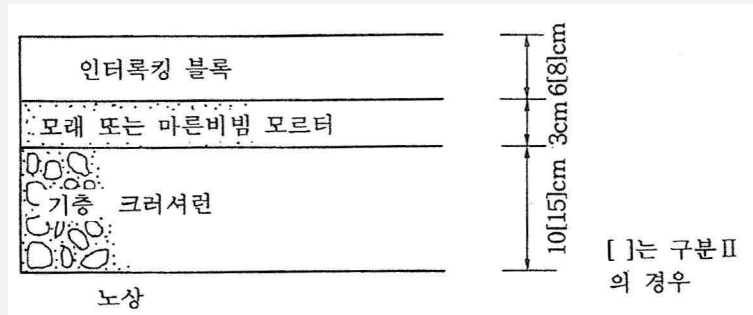 인터록킹 블록
6[8]cm
모래 또는 마른비빔 모르터
3cm
기층 크러셔런
10[15]cm
[ ]는 구분Ⅱ
의 경우
노상